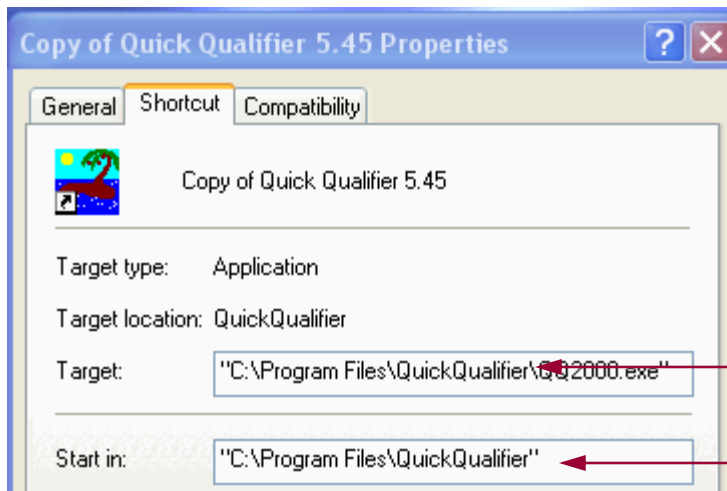 Copy of Quick Qualifier 5.45 Properties
General Shortcut Compatibility
Copy of Quick Qualifier 5.45
Target type: Application
Target location: QuickQualifier
Target: "C:\Program Files\QuickQualifier\QQ2000.exe"
Start in: "C:\Program Files\QuickQualifier"